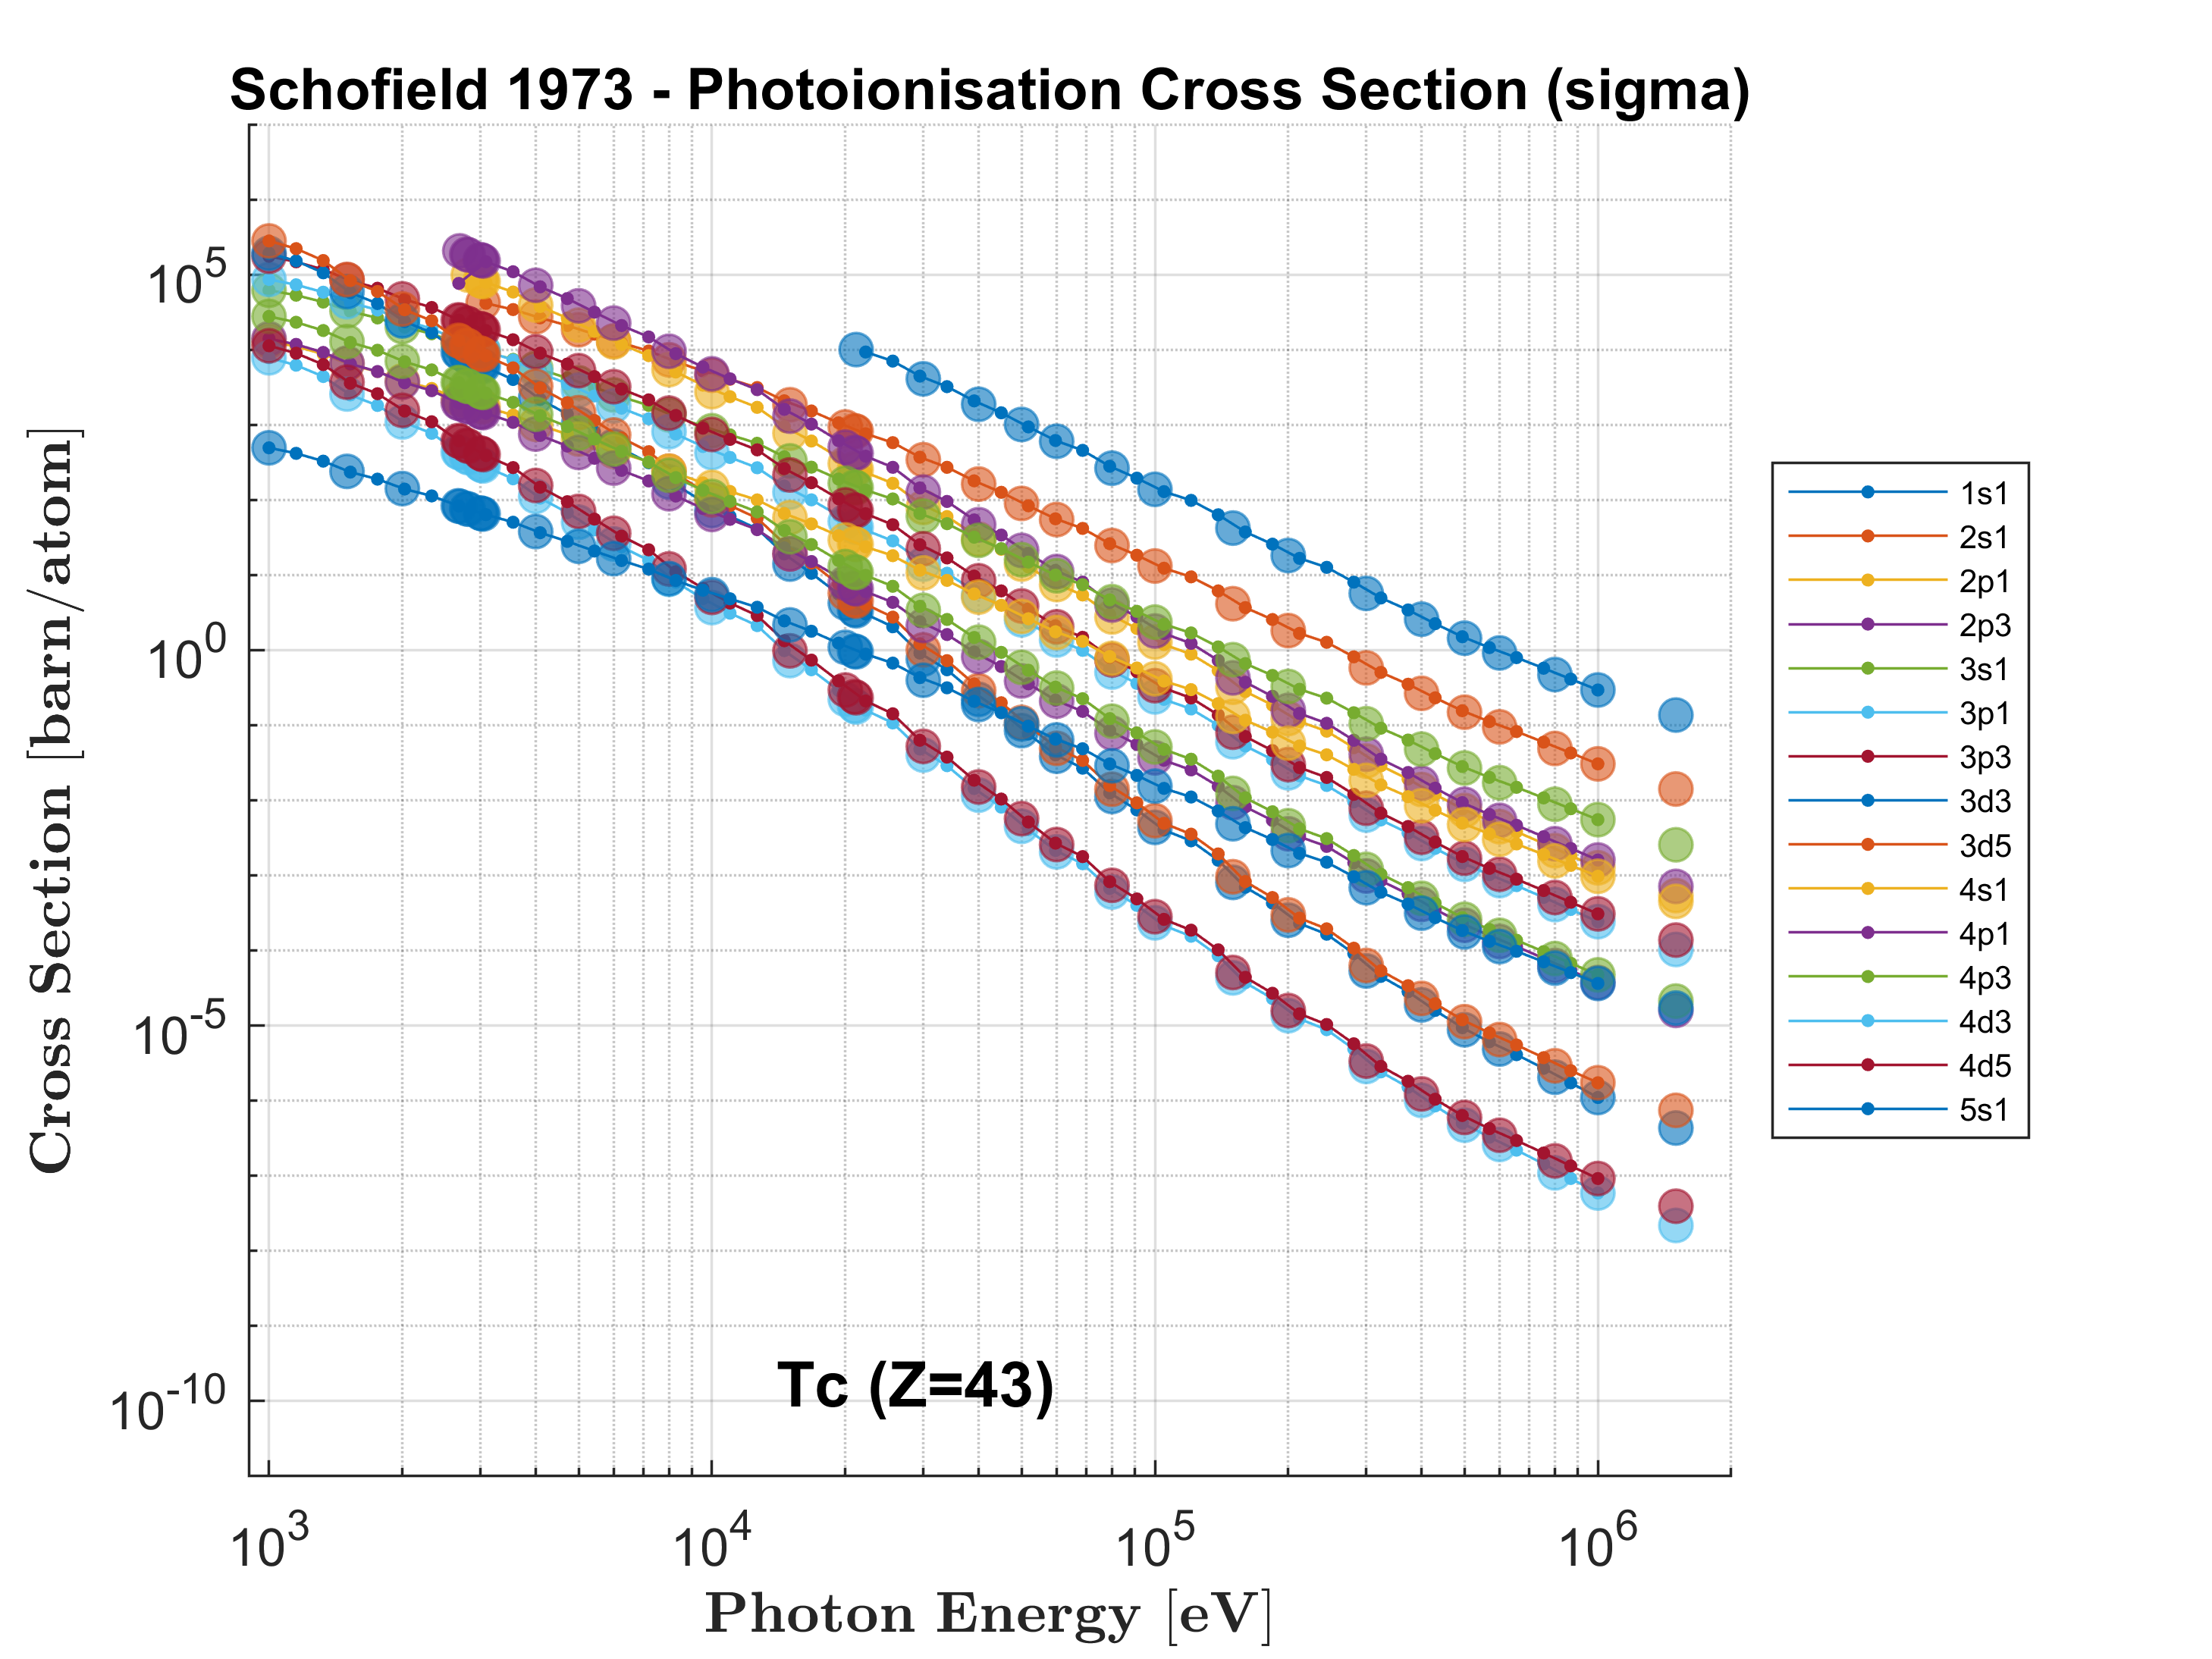 Schofield 1973 - Photoionisation Cross Section (sigma)
Cross Section [barn/atom]
10^5
10^0
10^-5
10^-10
Tc (Z=43)
10^3 10^4 10^5 10^6
Photon Energy [eV]
1s1
2s1
2p1
2p3
3s1
3p1
3p3
3d3
3d5
4s1
4p1
4p3
4d3
4d5
5s1